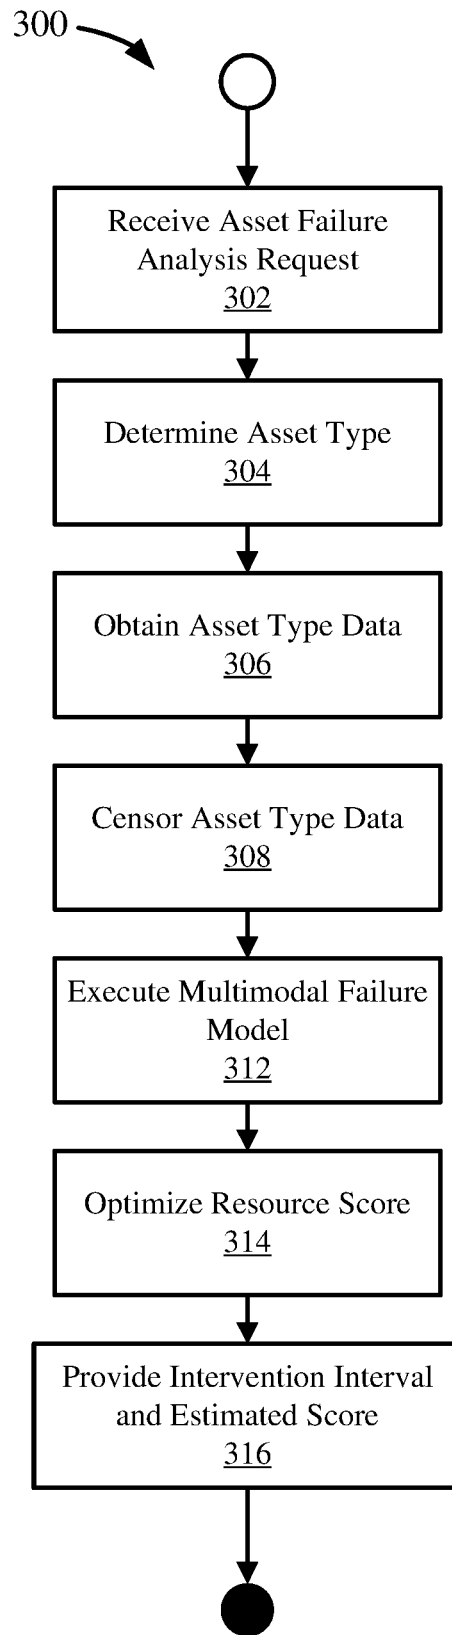 300
Receive Asset Failure
Analysis Request
302
Determine Asset Type
304
Obtain Asset Type Data
306
Censor Asset Type Data
308
Execute Multimodal Failure
Model
312
Optimize Resource Score
314
Provide Intervention Interval
and Estimated Score
316